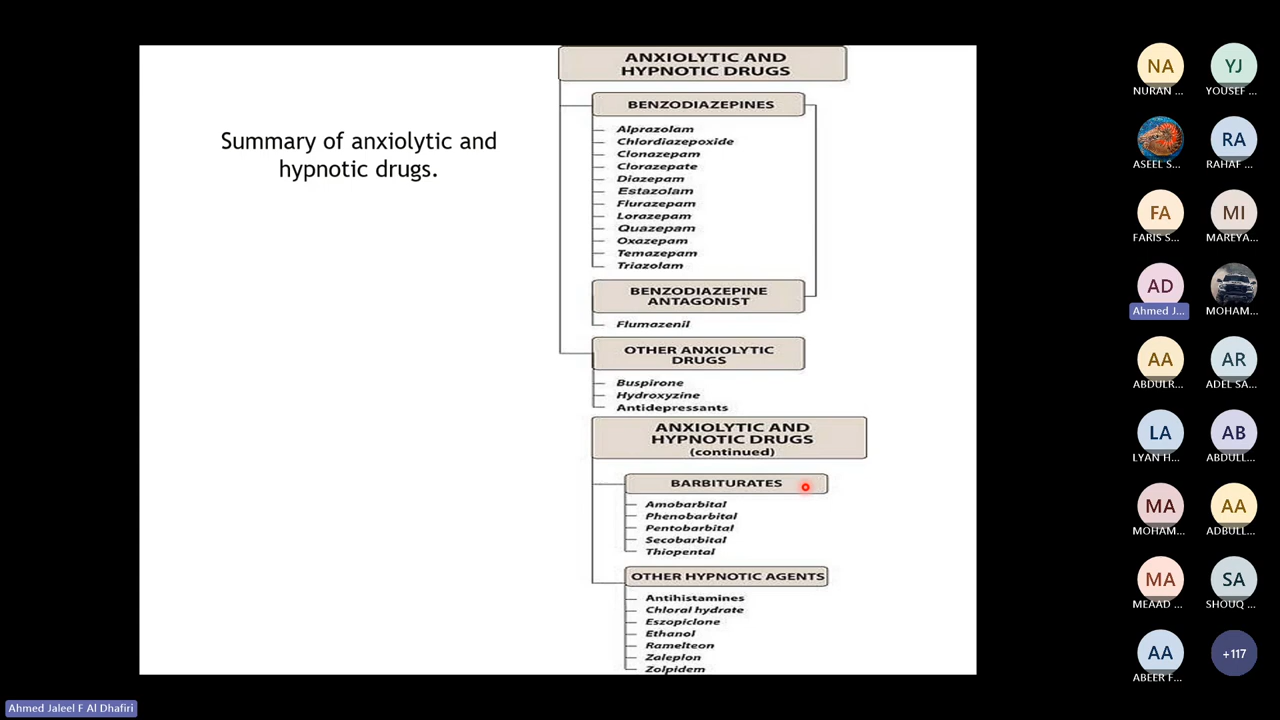 Summary of anxiolytic and
hypnotic drugs.
ANXIOLYTIC AND
HYPNOTIC DRUGS
BENZODIAZEPINES
Alprazolam
Chlordiazepoxide
Clonazepam
Clorazepate
Diazepam
Estazolam
Flurazepam
Lorazepam
Quazepam
Oxazepam
Temazepam
Triazolam
BENZODIAZEPINE
ANTAGONIST
Flumazenil
OTHER ANXIOLYTIC
DRUGS
Buspirone
Hydroxyzine
Antidepressants
ANXIOLYTIC AND
HYPNOTIC DRUGS
(continued)
BARBITURATES
Amobarbital
Phenobarbital
Pentobarbital
Secobarbital
Thiopental
OTHER HYPNOTIC AGENTS
Antihistamines
Chloral hydrate
Eszopiclone
Ethanol
Ramelteon
Zaleplon
Zolpidem
NA YJ
NURAN ... YOUSEF ...
RA
ASEEL S... RAHAF ...
FA MI
FARIS S... MAREYA...
AD
Ahmed J... MOHAM...
AA AR
ABDULR... ADEL SA...
LA AB
LYAN H... ABDULL...
MA AA
MOHAM... ADBULL...
MA SA
MEAAD ... SHOUQ ...
AA +117
ABEER F...
Ahmed Jaleel F Al Dhafiri